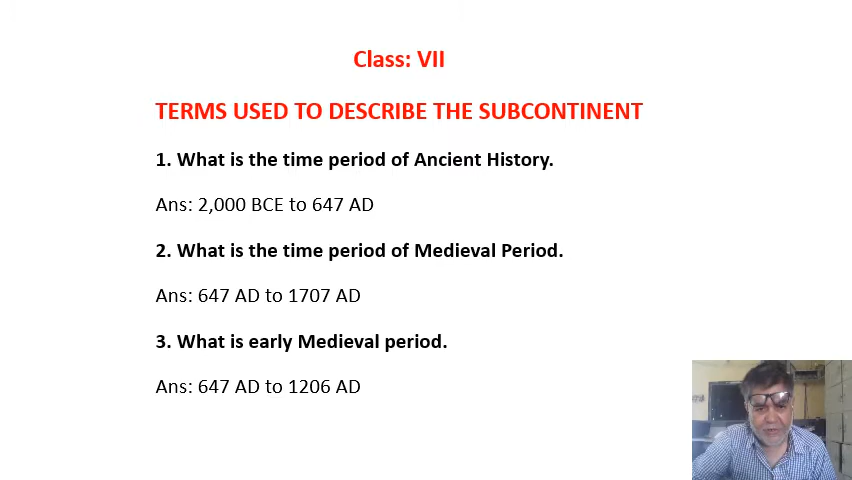 Class: VII
TERMS USED TO DESCRIBE THE SUBCONTINENT
1. What is the time period of Ancient History.
Ans: 2,000 BCE to 647 AD
2. What is the time period of Medieval Period.
Ans: 647 AD to 1707 AD
3. What is early Medieval period.
Ans: 647 AD to 1206 AD